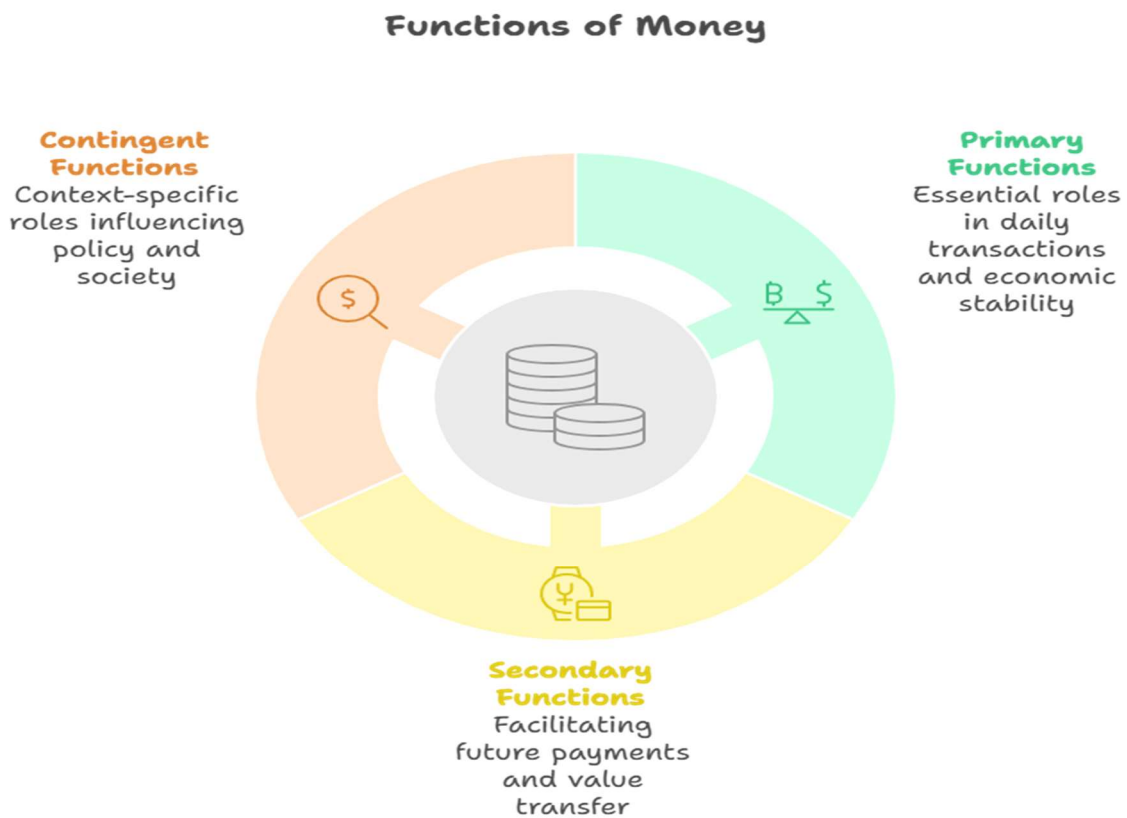 Functions of Money
Contingent
Functions
Context-specific
roles influencing
policy and
society
Primary
Functions
Essential roles
in daily
transactions
and economic
stability
$
B $
¥
Secondary
Functions
Facilitating
future payments
and value
transfer